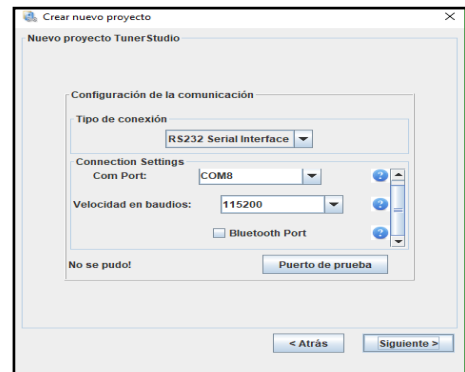 Crear nuevo proyecto
Nuevo proyecto TunerStudio
Configuración de la comunicación
Tipo de conexión
RS232 Serial Interface
Connection Settings
Com Port: COM8
Velocidad en baudios: 115200
Bluetooth Port
No se pudo! Puerto de prueba
< Atrás Siguiente >